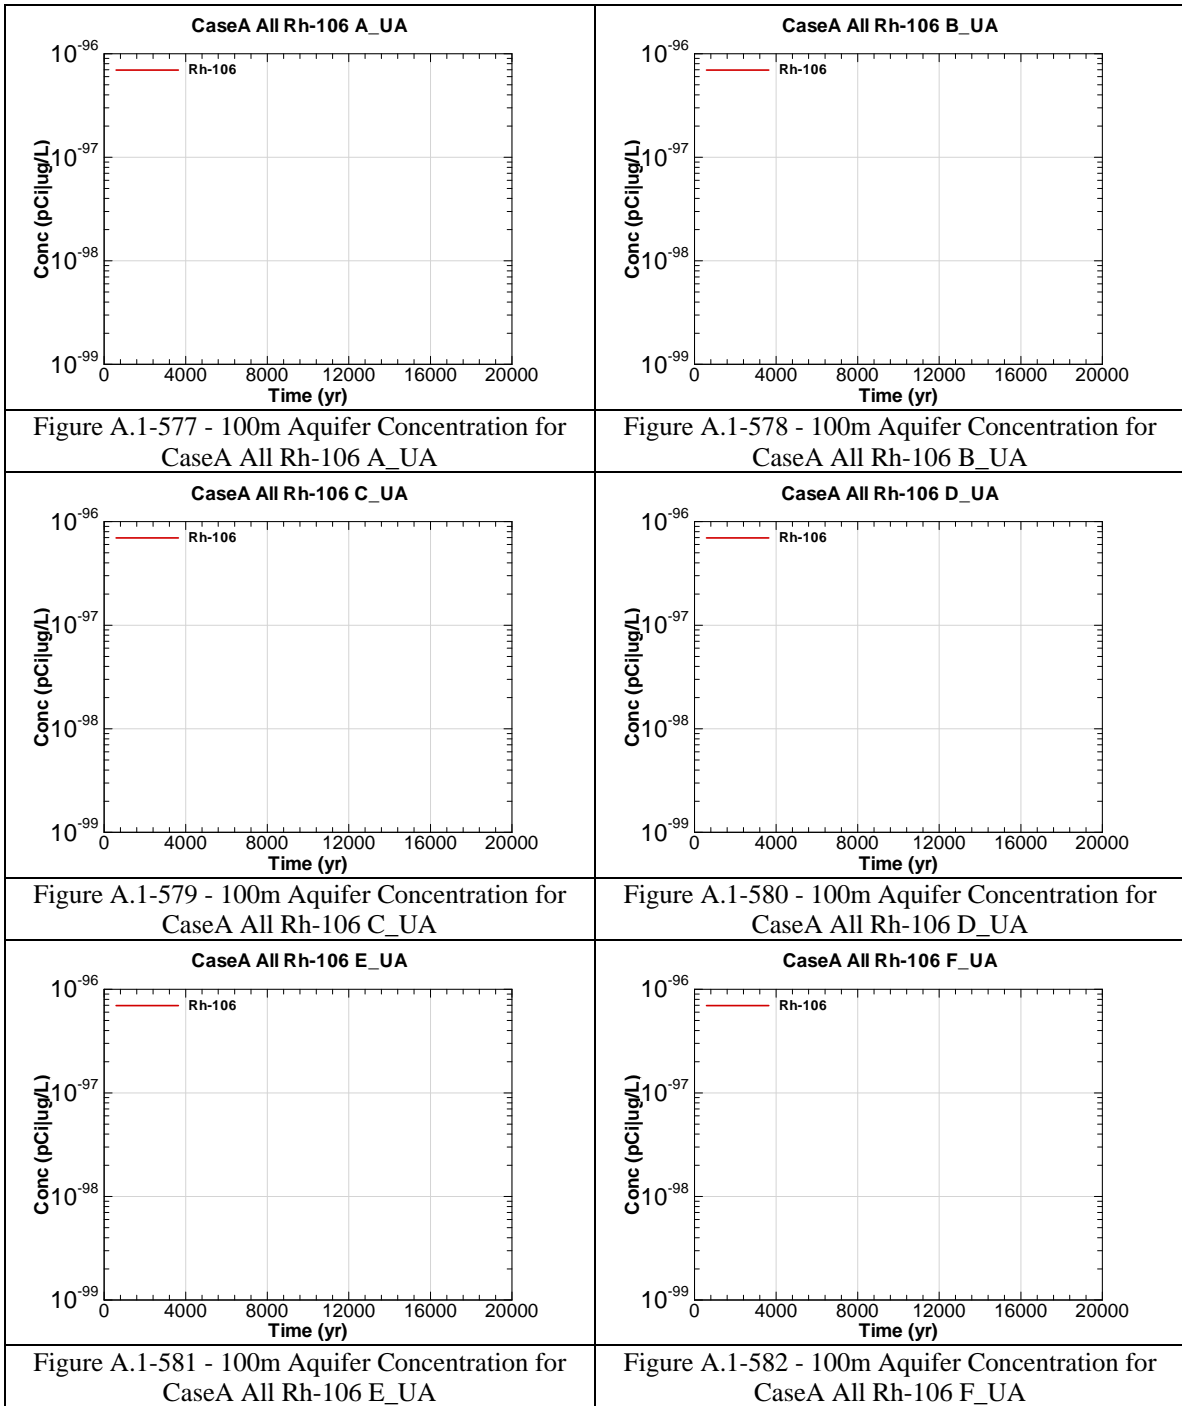 CaseA All Rh-106 A_UA
10-96
Rh-106
10-97
Conc (pCi|ug/L)
10-98
10-99
0 4000 8000 12000 16000 20000
Time (yr)
Figure A.1-577 - 100m Aquifer Concentration for
CaseA All Rh-106 A_UA
CaseA All Rh-106 B_UA
10-96
Rh-106
10-97
Conc (pCi|ug/L)
10-98
10-99
0 4000 8000 12000 16000 20000
Time (yr)
Figure A.1-578 - 100m Aquifer Concentration for
CaseA All Rh-106 B_UA
CaseA All Rh-106 C_UA
10-96
Rh-106
10-97
Conc (pCi|ug/L)
10-98
10-99
0 4000 8000 12000 16000 20000
Time (yr)
Figure A.1-579 - 100m Aquifer Concentration for
CaseA All Rh-106 C_UA
CaseA All Rh-106 D_UA
10-96
Rh-106
10-97
Conc (pCi|ug/L)
10-98
10-99
0 4000 8000 12000 16000 20000
Time (yr)
Figure A.1-580 - 100m Aquifer Concentration for
CaseA All Rh-106 D_UA
CaseA All Rh-106 E_UA
10-96
Rh-106
10-97
Conc (pCi|ug/L)
10-98
10-99
0 4000 8000 12000 16000 20000
Time (yr)
Figure A.1-581 - 100m Aquifer Concentration for
CaseA All Rh-106 E_UA
CaseA All Rh-106 F_UA
10-96
Rh-106
10-97
Conc (pCi|ug/L)
10-98
10-99
0 4000 8000 12000 16000 20000
Time (yr)
Figure A.1-582 - 100m Aquifer Concentration for
CaseA All Rh-106 F_UA